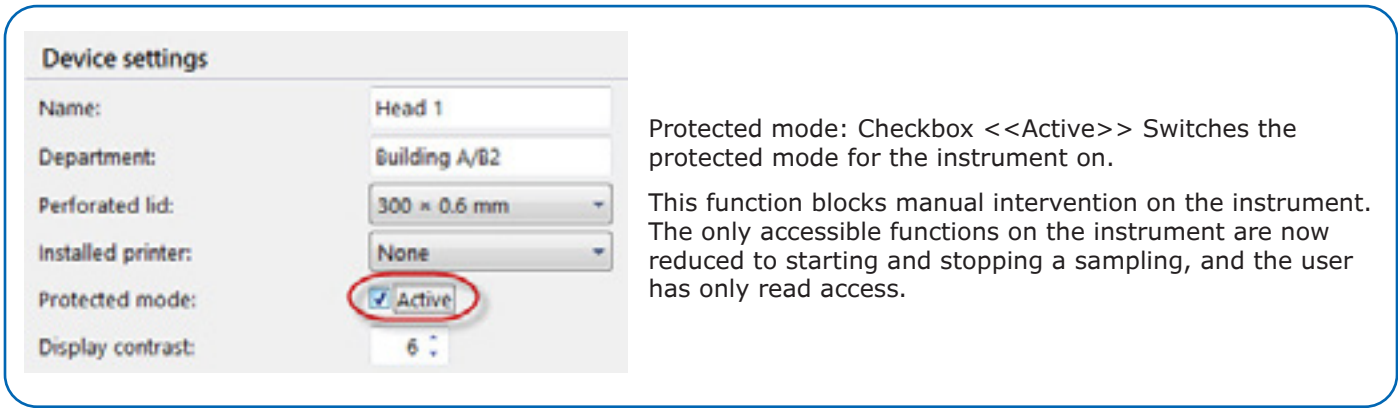 Device settings
Name: Head 1
Department: Building A/B2
Perforated lid: 300 × 0.6 mm
Installed printer: None
Protected mode: Active
Display contrast: 6
Protected mode: Checkbox <<Active>> Switches the
protected mode for the instrument on.
This function blocks manual intervention on the instrument.
The only accessible functions on the instrument are now
reduced to starting and stopping a sampling, and the user
has only read access.